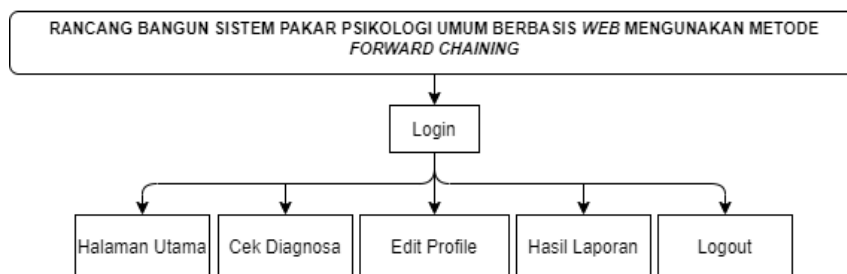 RANCANG BANGUN SISTEM PAKAR PSIKOLOGI UMUM BERBASIS WEB MENGUNAKAN METODE
FORWARD CHAINING
Login
Halaman Utama
Cek Diagnosa
Edit Profile
Hasil Laporan
Logout